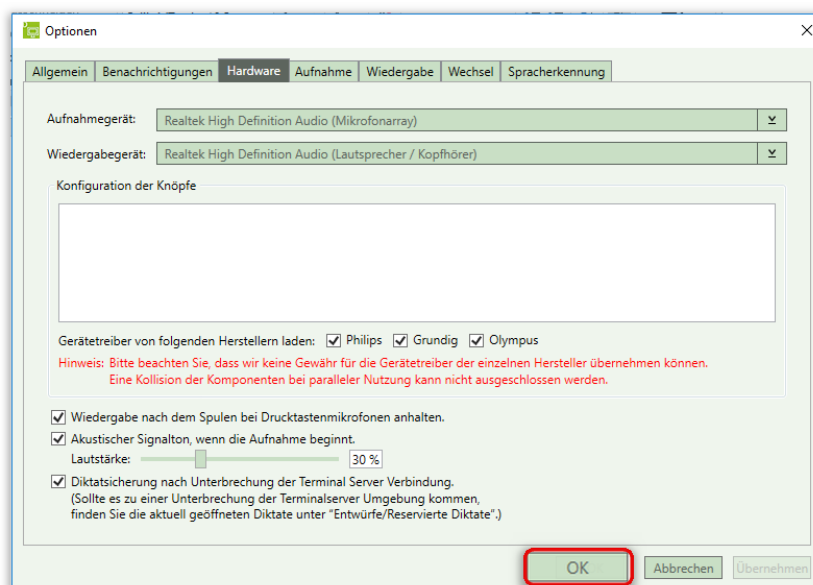 Optionen
Allgemein Benachrichtigungen Hardware Aufnahme Wiedergabe Wechsel Spracherkennung
Aufnahmegerät: Realtek High Definition Audio (Mikrofonarray)
Wiedergabegerät: Realtek High Definition Audio (Lautsprecher / Kopfhörer)
Konfiguration der Knöpfe
Gerätetreiber von folgenden Herstellern laden: Philips Grundig Olympus
Hinweis: Bitte beachten Sie, dass wir keine Gewähr für die Gerätetreiber der einzelnen Hersteller übernehmen können.
Eine Kollision der Komponenten bei paralleler Nutzung kann nicht ausgeschlossen werden.
Wiedergabe nach dem Spulen bei Drucktastenmikrofonen anhalten.
Akustischer Signalton, wenn die Aufnahme beginnt.
Lautstärke: 30 %
Diktatsicherung nach Unterbrechung der Terminal Server Verbindung.
(Sollte es zu einer Unterbrechung der Terminalserver Umgebung kommen,
finden Sie die aktuell geöffneten Diktate unter "Entwürfe/Reservierte Diktate".)
OK Abbrechen Übernehmen